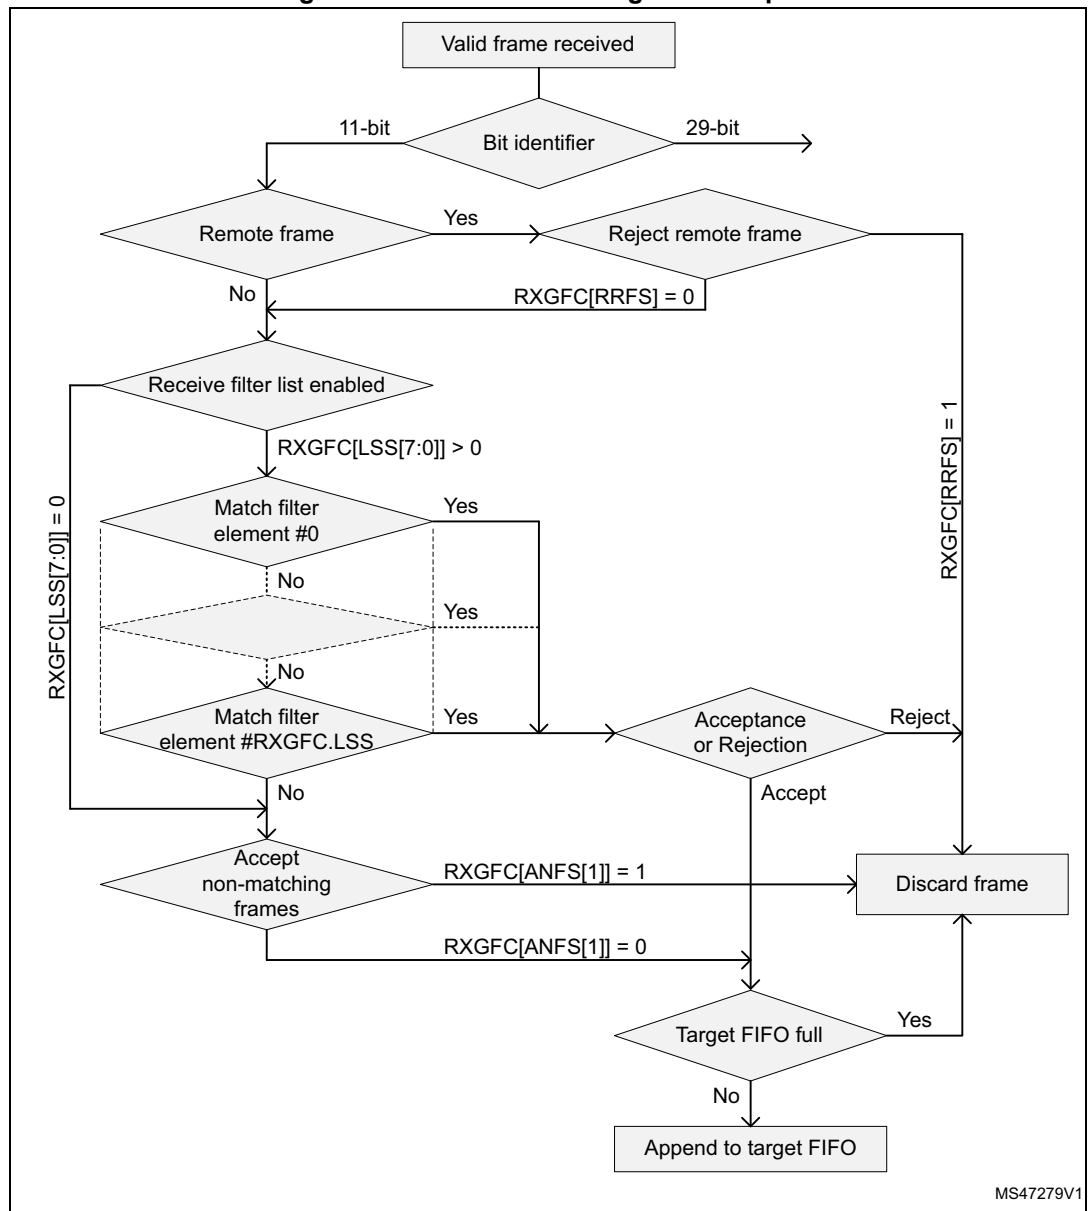 Valid frame received
11-bit
29-bit
Bit identifier
Remote frame
Yes
Reject remote frame
No
RXGFC[RRFS] = 0
Receive filter list enabled
RXGFC[LSS[7:0]] > 0
RXGFC[LSS[7:0]] = 0
RXGFC[RRFS] = 1
Match filter
element #0
Yes
No
Yes
No
Match filter
element #RXGFC.LSS
Yes
Acceptance
or Rejection
Reject
No
Accept
Accept
non-matching
frames
RXGFC[ANFS[1]] = 1
Discard frame
RXGFC[ANFS[1]] = 0
Target FIFO full
Yes
No
Append to target FIFO
MS47279V1